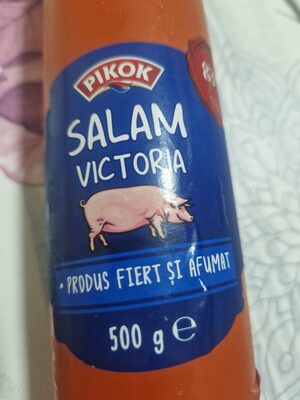 PIKOK
SALAM
VICTORIA
• PRODUS FIERT ȘI AFUMAT
500 g ℮